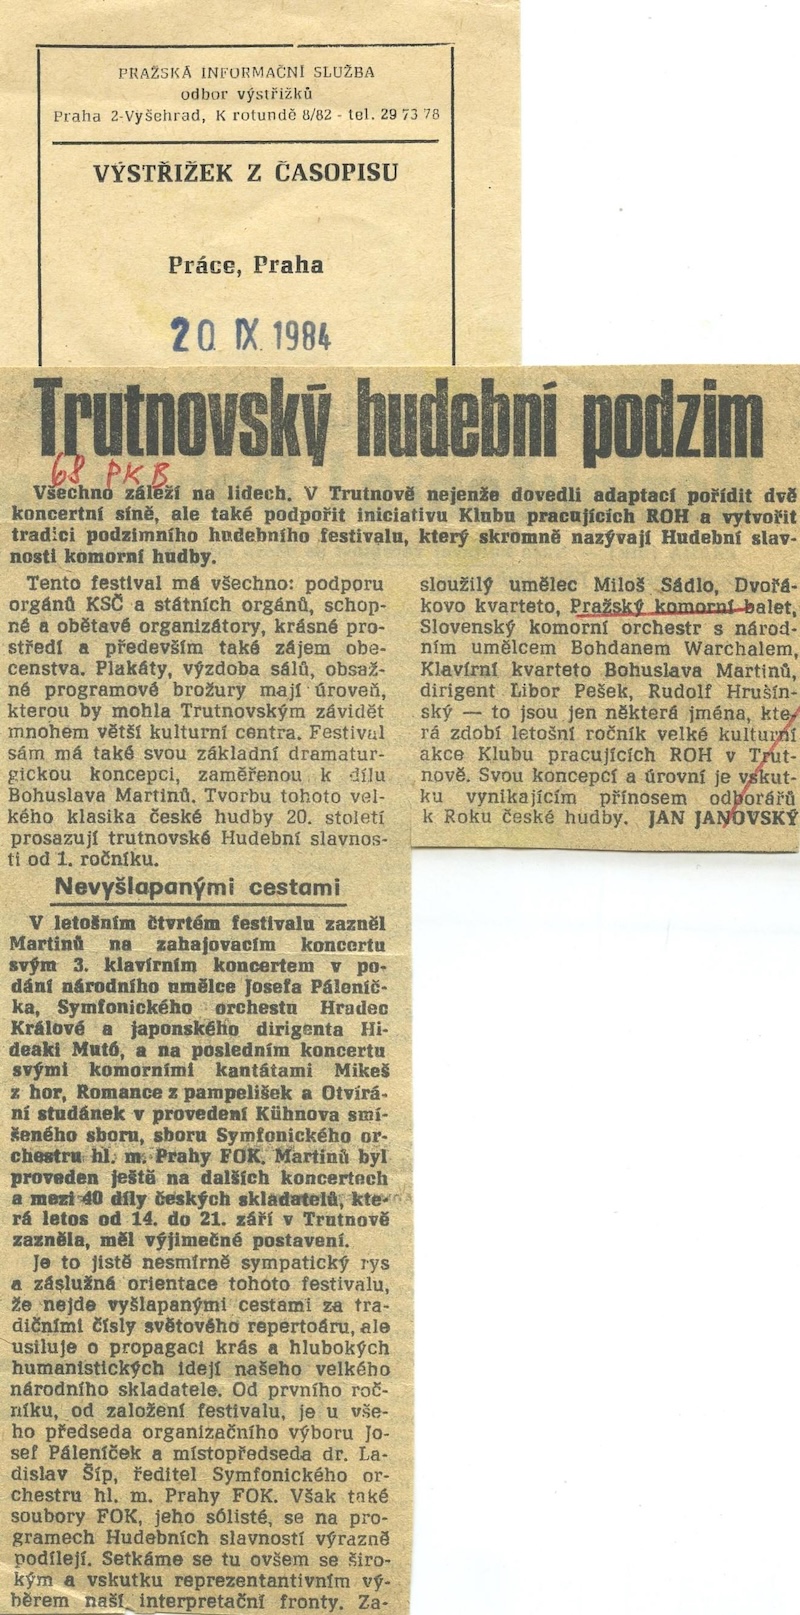 PRAŽSKÁ INFORMAČNÍ SLUŽBA
odbor výstřižků
Praha 2-Vyšehrad, K rotundě 8/82 - tel. 29 73 78
VÝSTŘIŽEK Z ČASOPISU
Práce, Praha
20. IX. 1984
Trutnovský hudební podzim
68 PKB
Všechno záleží na lidech. V Trutnově nejenže dovedli adaptací pořídit dvě
koncertní síně, ale také podpořit iniciativu Klubu pracujících ROH a vytvořit
tradici podzimního hudebního festivalu, který skromně nazývají Hudební slav-
nosti komorní hudby.
Tento festival má všechno: podporu
orgánů KSČ a státních orgánů, schop-
né a obětavé organizátory, krásné pro-
středí a především také zájem obe-
censtva. Plakáty, výzdoba sálů, obsaž-
né programové brožury mají úroveň,
kterou by mohla Trutnovským závidět
mnohem větší kulturní centra. Festival
sám má také svou základní dramatur-
gickou koncepci, zaměřenou k dílu
Bohuslava Martinů. Tvorbu tohoto vel-
kého klasika české hudby 20. století
prosazují trutnovské Hudební slavnos-
ti od 1. ročníku.
Nevyšlapanými cestami
V letošním čtvrtém festivalu zazněl
Martinů na zahajovacím koncertu
svým 3. klavírním koncertem v po-
dání národního umělce Josefa Páleníč-
ka, Symfonického orchestru Hradec
Králové a japonského dirigenta Hi-
deaki Mutó, a na posledním koncertu
svými komorními kantátami Mikeš
z hor, Romance z pampelišek a Otvírá-
ní studánek v provedení Kühnova smí-
šeného sboru, sboru Symfonického or-
chestru hl. m. Prahy FOK. Martinů byl
proveden ještě na dalších koncertech
a mezi 40 díly českých skladatelů, kte-
rá letos od 14. do 21. září v Trutnově
zazněla, měl výjimečné postavení.
Je to jistě nesmírně sympatický rys
a záslužná orientace tohoto festivalu,
že nejde vyšlapanými cestami za tra-
dičními čísly světového repertoáru, ale
usiluje o propagaci krás a hlubokých
humanistických idejí našeho velkého
národního skladatele. Od prvního roč-
níku, od založení festivalu, je u vše-
ho předseda organizačního výboru Jo-
sef Páleníček a místopředseda dr. La-
dislav Šíp, ředitel Symfonického or-
chestru hl. m. Prahy FOK. Však také
soubory FOK, jeho sólisté, se na pro-
gramech Hudebních slavností výrazně
podílejí. Setkáme se tu ovšem se širo-
kým a vskutku reprezentantivním vý-
běrem naší interpretační fronty. Za-
sloužilý umělec Miloš Sádlo, Dvořá-
kovo kvarteto, Pražský komorní balet,
Slovenský komorní orchestr s národ-
ním umělcem Bohdanem Warchalem,
Klavírní kvarteto Bohuslava Martinů,
dirigent Libor Pešek, Rudolf Hrušín-
ský — to jsou jen některá jména, kte-
rá zdobí letošní ročník velké kulturní
akce Klubu pracujících ROH v Trut-
nově. Svou koncepcí a úrovní je vskut-
ku vynikajícím přínosem odborářů
k Roku české hudby. JAN JANOVSKÝ